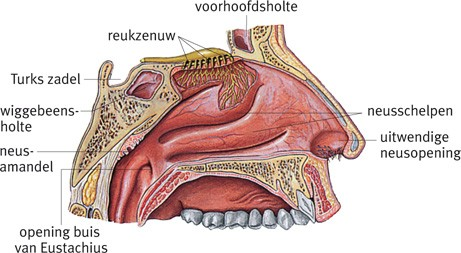 voorhoofdsholte
reukzenuw
Turks zadel
wiggebeens-
holte
neus-
amandel
opening buis
van Eustachius
neusschelpen
uitwendige
neusopening